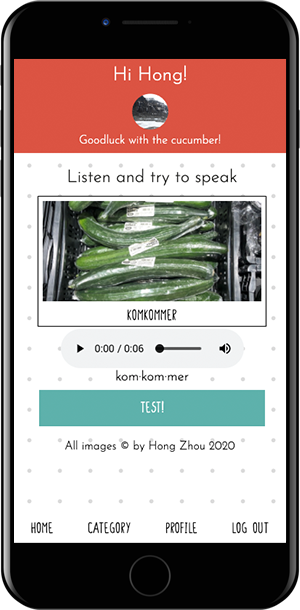 Hi Hong!
Goodluck with the cucumber!
Listen and try to speak
KOMKOMMER
0:00 / 0:06
kom·kom·mer
TEST!
All images © by Hong Zhou 2020
HOME CATEGORY PROFILE LOG OUT